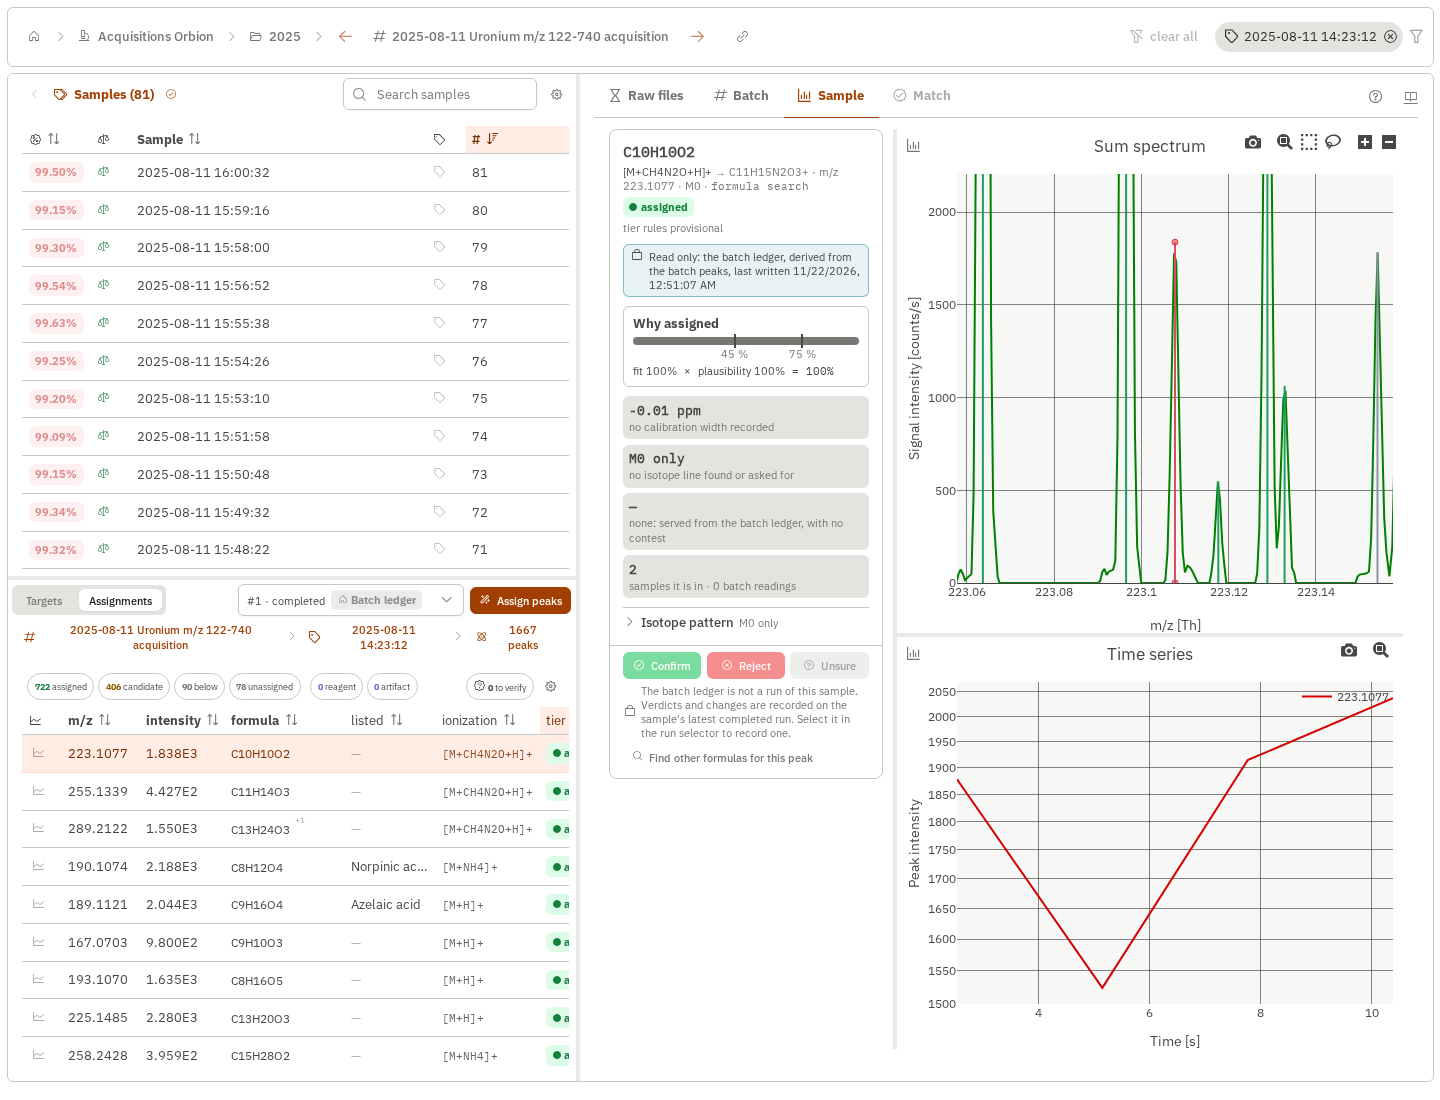 Acquisitions Orbion
2025
2025-08-11 Uronium m/z 122-740 acquisition
clear all
2025-08-11 14:23:12
Samples (81)
Search samples
Sample
#
99.50% 2025-08-11 16:00:32 81
99.15% 2025-08-11 15:59:16 80
99.30% 2025-08-11 15:58:00 79
99.54% 2025-08-11 15:56:52 78
99.63% 2025-08-11 15:55:38 77
99.25% 2025-08-11 15:54:26 76
99.20% 2025-08-11 15:53:10 75
99.09% 2025-08-11 15:51:58 74
99.15% 2025-08-11 15:50:48 73
99.34% 2025-08-11 15:49:32 72
99.32% 2025-08-11 15:48:22 71
Targets
Assignments
#1 · completed
Batch ledger
Assign peaks
2025-08-11 Uronium m/z 122-740
acquisition
2025-08-11
14:23:12
1667
peaks
722 assigned
406 candidate
90 below
78 unassigned
0 reagent
0 artifact
0 to verify
m/z intensity formula listed ionization tier
223.1077 1.838E3 C10H10O2 — [M+CH4N2O+H]+ a
255.1339 4.427E2 C11H14O3 — [M+CH4N2O+H]+ a
289.2122 1.550E3 C13H24O3 +1 — [M+CH4N2O+H]+ a
190.1074 2.188E3 C8H12O4 Norpinic ac... [M+NH4]+ a
189.1121 2.044E3 C9H16O4 Azelaic acid [M+H]+ a
167.0703 9.800E2 C9H10O3 — [M+H]+ a
193.1070 1.635E3 C8H16O5 — [M+H]+ a
225.1485 2.280E3 C13H20O3 — [M+H]+ a
258.2428 3.959E2 C15H28O2 — [M+NH4]+ a
Raw files
Batch
Sample
Match
C10H10O2
[M+CH4N2O+H]+ → C11H15N2O3+ · m/z
223.1077 · M0 · formula search
assigned
tier rules provisional
Read only: the batch ledger, derived from
the batch peaks, last written 11/22/2026,
12:51:07 AM
Why assigned
45 %
75 %
fit 100% × plausibility 100% = 100%
-0.01 ppm
no calibration width recorded
M0 only
no isotope line found or asked for
—
none: served from the batch ledger, with no
contest
2
samples it is in · 0 batch readings
Isotope pattern M0 only
Confirm
Reject
Unsure
The batch ledger is not a run of this sample.
Verdicts and changes are recorded on the
sample's latest completed run. Select it in
the run selector to record one.
Find other formulas for this peak
Sum spectrum
Signal intensity [counts/s]
2000
1500
1000
500
0
223.06 223.08 223.1 223.12 223.14
m/z [Th]
Time series
223.1077
Peak intensity
2050
2000
1950
1900
1850
1800
1750
1700
1650
1600
1550
1500
4 6 8 10
Time [s]